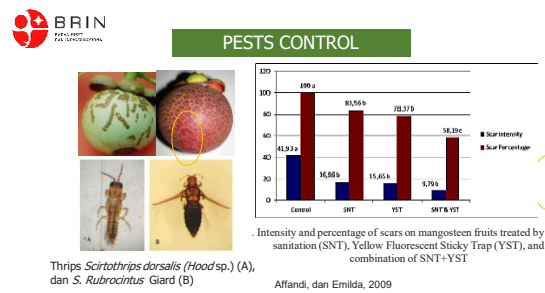 BRIN
PESTS CONTROL
120
100
80
60
40
20
0
41,93 a
100 a
16,96 b
83,56 b
15,65 b
78,37 b
9,79 b
58,19 c
Control
SNT
YST
SNT & YST
Scar Intensity
Scar Percentage
A
B
. Intensity and percentage of scars on mangosteen fruits treated by
sanitation (SNT), Yellow Fluorescent Sticky Trap (YST), and
combination of SNT+YST
Thrips Scirtothrips dorsalis (Hood sp.) (A),
dan S. Rubrocintus Giard (B)
Affandi, dan Emilda, 2009